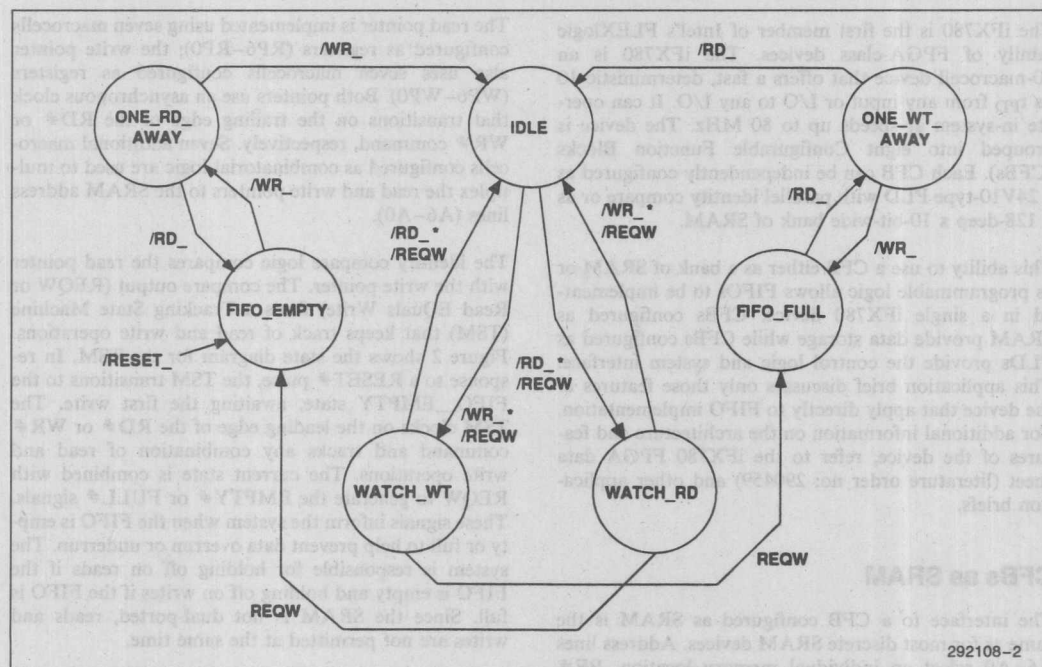 /WR_
/RD_
ONE_RD_
AWAY
IDLE
ONE_WT_
AWAY
/WR_
/RD_
/RD_
/WR_
/RD_*
/REQW
/WR_*
/REQW
FIFO_EMPTY
FIFO_FULL
RESET_
/WR_*
/REQW
/RD_*
/REQW
WATCH_WT
WATCH_RD
REQW
REQW
292108-2
he iFX780 is the first member of Intel's FLEXlogic
amily of FPGA-class devices. The iFX780 is an
0-macrocell device that offers a fast, deterministic
from any input or I/O to any I/O. It can oper-
te in-system at speeds up to 80 MHz. The device is
rouped into eight Configurable Function Blocks
CFBs). Each CFB can be independently configured as
24V10-type PLD with parallel identity compare or as
128-deep x 10-bit-wide bank of SRAM.
his ability to use a CFB either as a bank of SRAM or
s programmable logic allows FIFOs to be implement-
d in a single iFX780 device. CFBs configured as
RAM provide data storage while CFBs configured as
LDs provide the control logic and system interface.
his application brief discusses only those features
he device that apply directly to FIFO implementation.
or additional information on the architecture and fea-
ures of the device, refer to the iFX780 FPGA data
heet (literature order no: 290459) and other applica-
on briefs.
CFBs as SRAM
he interface to a CFB configured as SRAM is the
ame as for most discrete SRAM devices. Address lines
The read pointer is implemented using seven macrocells
configured as registers (RP6–RP0); the write pointer
also uses seven macrocells configured as registers
(WP6–WP0). Both pointers use an asynchronous clock
that transitions on the trailing edge of the RD# or
WR# command, respectively. Seven additional macro-
cells configured as combinatorial logic are used to mul-
tiplex the read and write pointers to the SRAM address
lines (A6–A0).
The identity compare logic compares the read pointer
with the write pointer. The compare output (REQW or
Read EQuals Write) Tracking State Machine
(TSM) that keeps track of read and write operations.
Figure 2 shows the state diagram for the TSM. In re-
sponse to a RESET# pulse, the TSM transitions to the
FIFO_EMPTY state, awaiting the first write. The
TSM on the leading edge of the RD# or WR#
command and tracks any combination of read and
write operations. The current state is combined with
REQW to generate the EMPTY# or FULL# signals.
These signals inform the system when the FIFO is emp-
ty or full to help prevent data overrun or underrun. The
system is responsible for holding off on reads if the
FIFO is empty and holding off on writes if the FIFO is
full. Since the SRAM is not dual-ported, reads and
writes are not permitted at the same time.